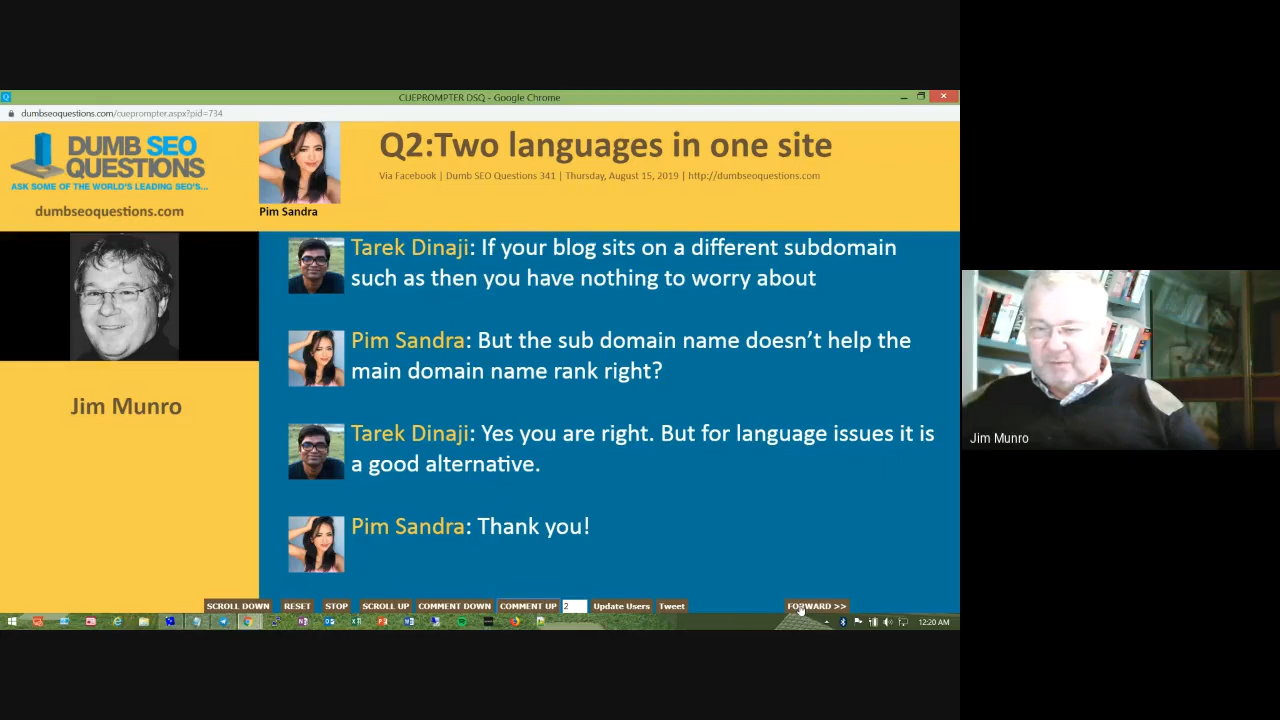 CUEPROMPTER DSQ - Google Chrome
dumbseoquestions.com/cueprompter.aspx?pid=734
DUMB SEO
QUESTIONS
ASK SOME OF THE WORLD'S LEADING SEO'S...
dumbseoquestions.com
Pim Sandra
Q2:Two languages in one site
Via Facebook | Dumb SEO Questions 341 | Thursday, August 15, 2019 | http://dumbseoquestions.com
Jim Munro
Tarek Dinaji: If your blog sits on a different subdomain
such as then you have nothing to worry about
Pim Sandra: But the sub domain name doesn't help the
main domain name rank right?
Tarek Dinaji: Yes you are right. But for language issues it is
a good alternative.
Pim Sandra: Thank you!
SCROLL DOWN RESET STOP SCROLL UP COMMENT DOWN COMMENT UP 2 Update Users Tweet FORWARD >>
12:20 AM
Jim Munro